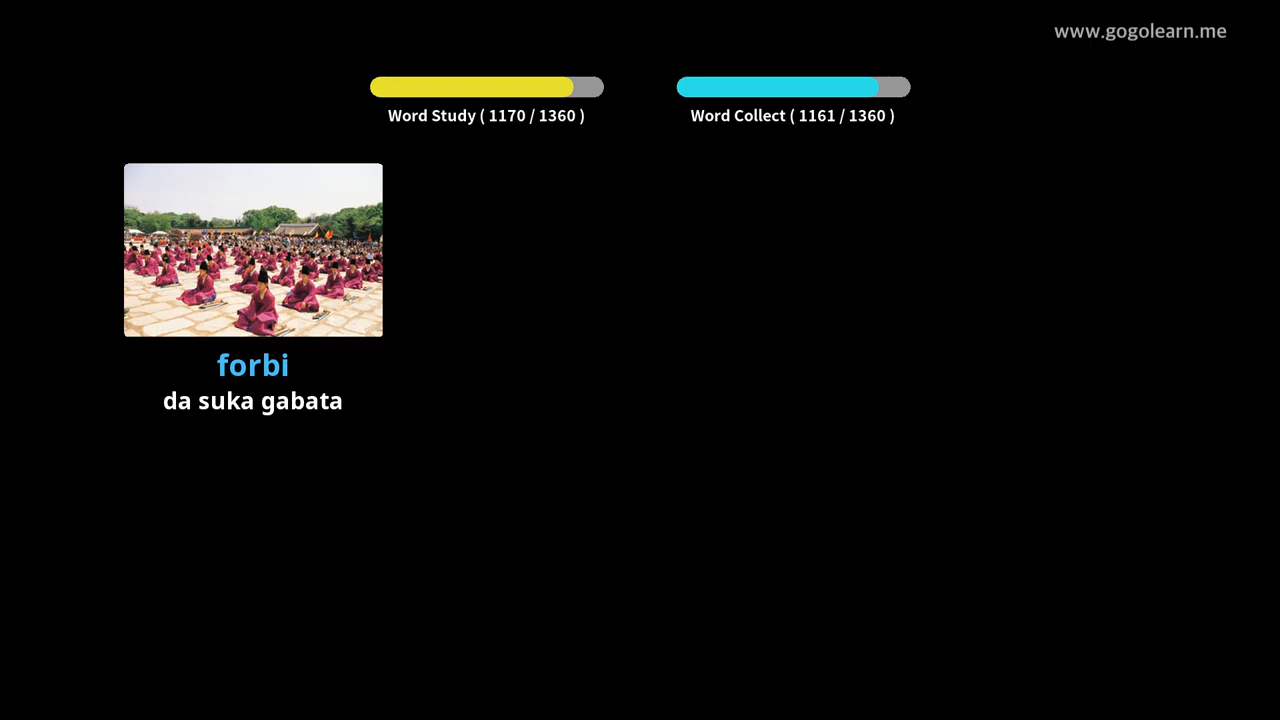 www.gogolearn.me
Word Study ( 1170 / 1360 )
Word Collect ( 1161 / 1360 )
forbi
da suka gabata